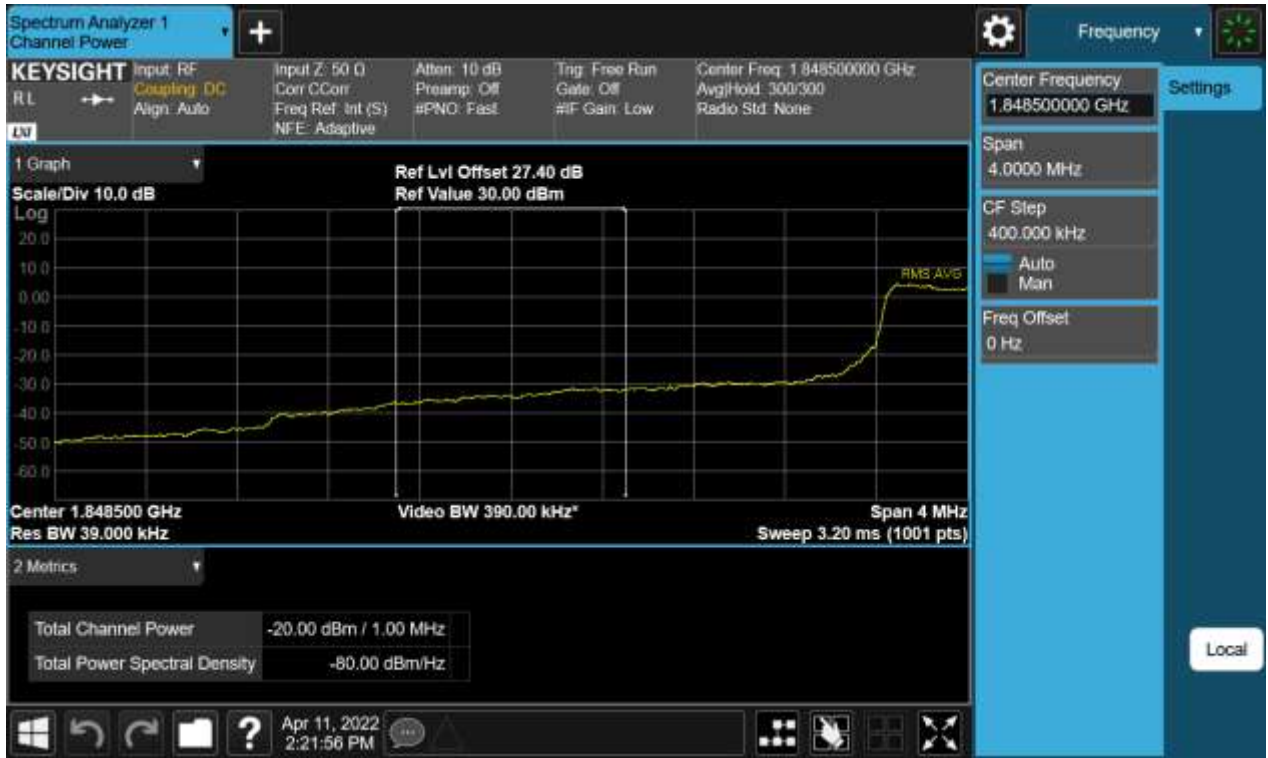 Spectrum Analyzer 1
Channel Power
+
Frequency
KEYSIGHT
RL
LXI
Input: RF
Coupling: DC
Align: Auto
Input Z: 50 Ω
Corr CCorr
Freq Ref: Int (S)
NFE: Adaptive
Atten: 10 dB
Preamp: Off
#PNO: Fast
Trig: Free Run
Gate: Off
#IF Gain: Low
Center Freq: 1.848500000 GHz
Avg|Hold: 300/300
Radio Std: None
Center Frequency
1.848500000 GHz
Settings
Span
4.0000 MHz
CF Step
400.000 kHz
Auto
Man
Freq Offset
0 Hz
1 Graph
Scale/Div 10.0 dB
Ref Lvl Offset 27.40 dB
Ref Value 30.00 dBm
Log
20.0
10.0
0.00
-10.0
-20.0
-30.0
-40.0
-50.0
-60.0
RMS AVG
Center 1.848500 GHz
Res BW 39.000 kHz
Video BW 390.00 kHz*
Span 4 MHz
Sweep 3.20 ms (1001 pts)
2 Metrics
Total Channel Power -20.00 dBm / 1.00 MHz
Total Power Spectral Density -80.00 dBm/Hz
Local
?
Apr 11, 2022
2:21:56 PM